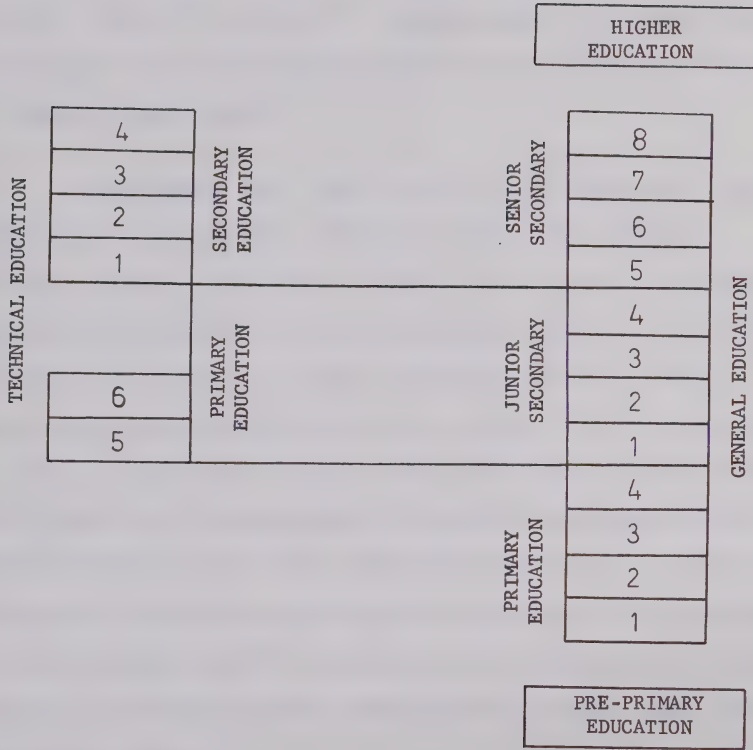 HIGHER
EDUCATION
TECHNICAL EDUCATION
4
3
2
1
SECONDARY
EDUCATION
6
5
PRIMARY
EDUCATION
SENIOR
SECONDARY
8
7
6
5
JUNIOR
SECONDARY
4
3
2
1
PRIMARY
EDUCATION
4
3
2
1
GENERAL EDUCATION
PRE-PRIMARY
EDUCATION